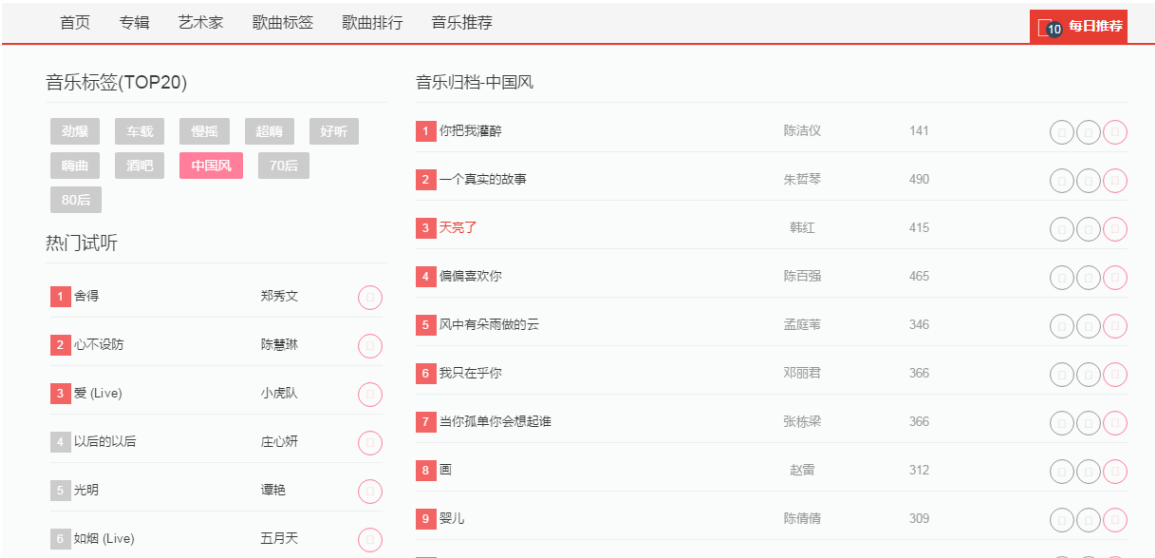 首页 专辑 艺术家 歌曲标签 歌曲排行 音乐推荐 10 每日推荐
音乐标签(TOP20)
劲爆 车载 慢摇 超嗨 好听
嗨曲 酒吧 中国风 70后
80后
热门试听
1 舍得 郑秀文
2 心不设防 陈慧琳
3 爱 (Live) 小虎队
4 以后的以后 庄心妍
5 光明 谭艳
6 如烟 (Live) 五月天
音乐归档-中国风
1 你把我灌醉 陈洁仪 141
2 一个真实的故事 朱哲琴 490
3 天亮了 韩红 415
4 偏偏喜欢你 陈百强 465
5 风中有朵雨做的云 孟庭苇 346
6 我只在乎你 邓丽君 366
7 当你孤单你会想起谁 张栋梁 366
8 画 赵雷 312
9 婴儿 陈倩倩 309